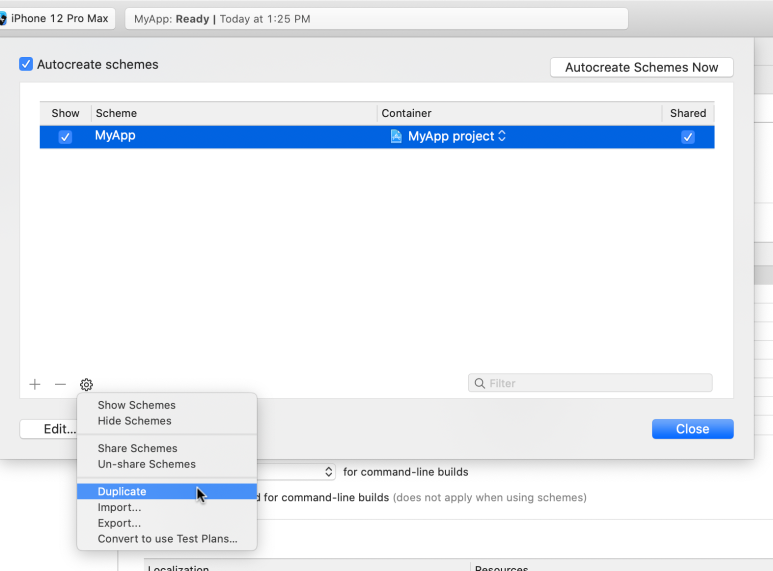 iPhone 12 Pro Max
MyApp: Ready | Today at 1:25 PM
Autocreate schemes
Autocreate Schemes Now
Show Scheme Container Shared
MyApp MyApp project
Filter
Edit...
Close
Show Schemes
Hide Schemes
Share Schemes
Un-share Schemes
Duplicate
Import...
Export...
Convert to use Test Plans...
for command-line builds
for command-line builds (does not apply when using schemes)
Localization Resources